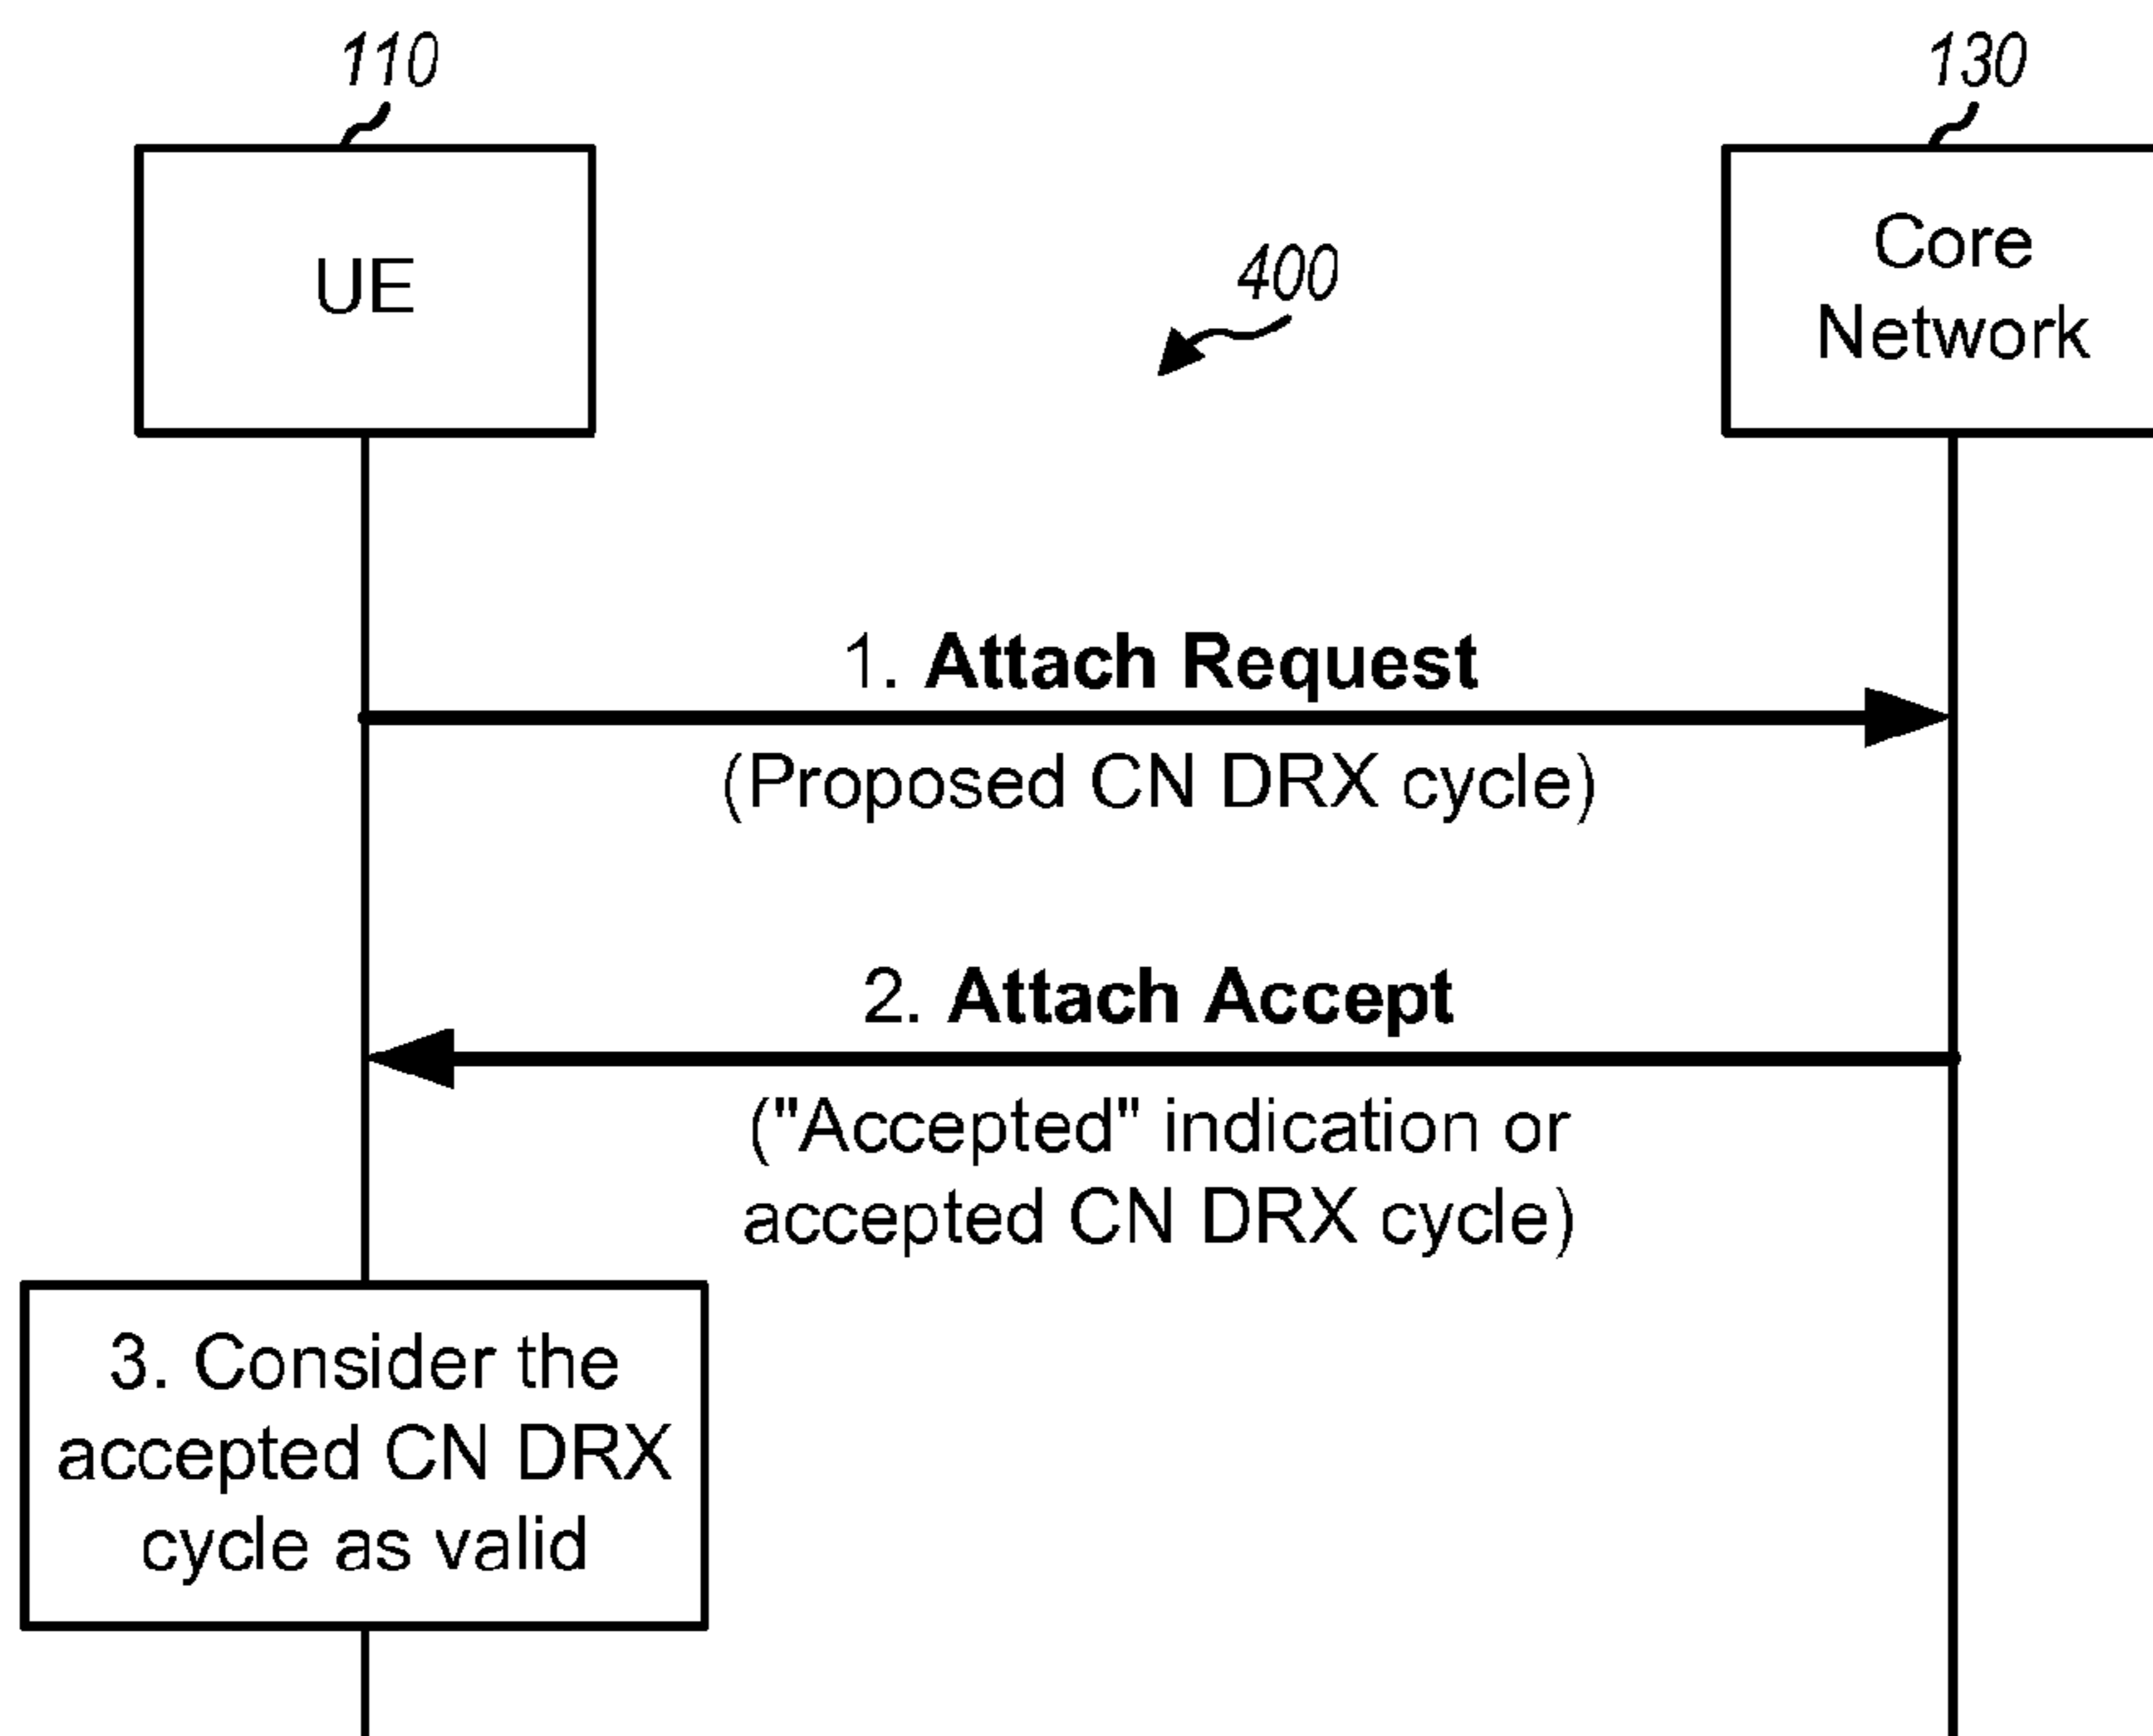 110
130
UE
Core
Network
400
1. Attach Request
(Proposed CN DRX cycle)
2. Attach Accept
("Accepted" indication or
accepted CN DRX cycle)
3. Consider the
accepted CN DRX
cycle as valid